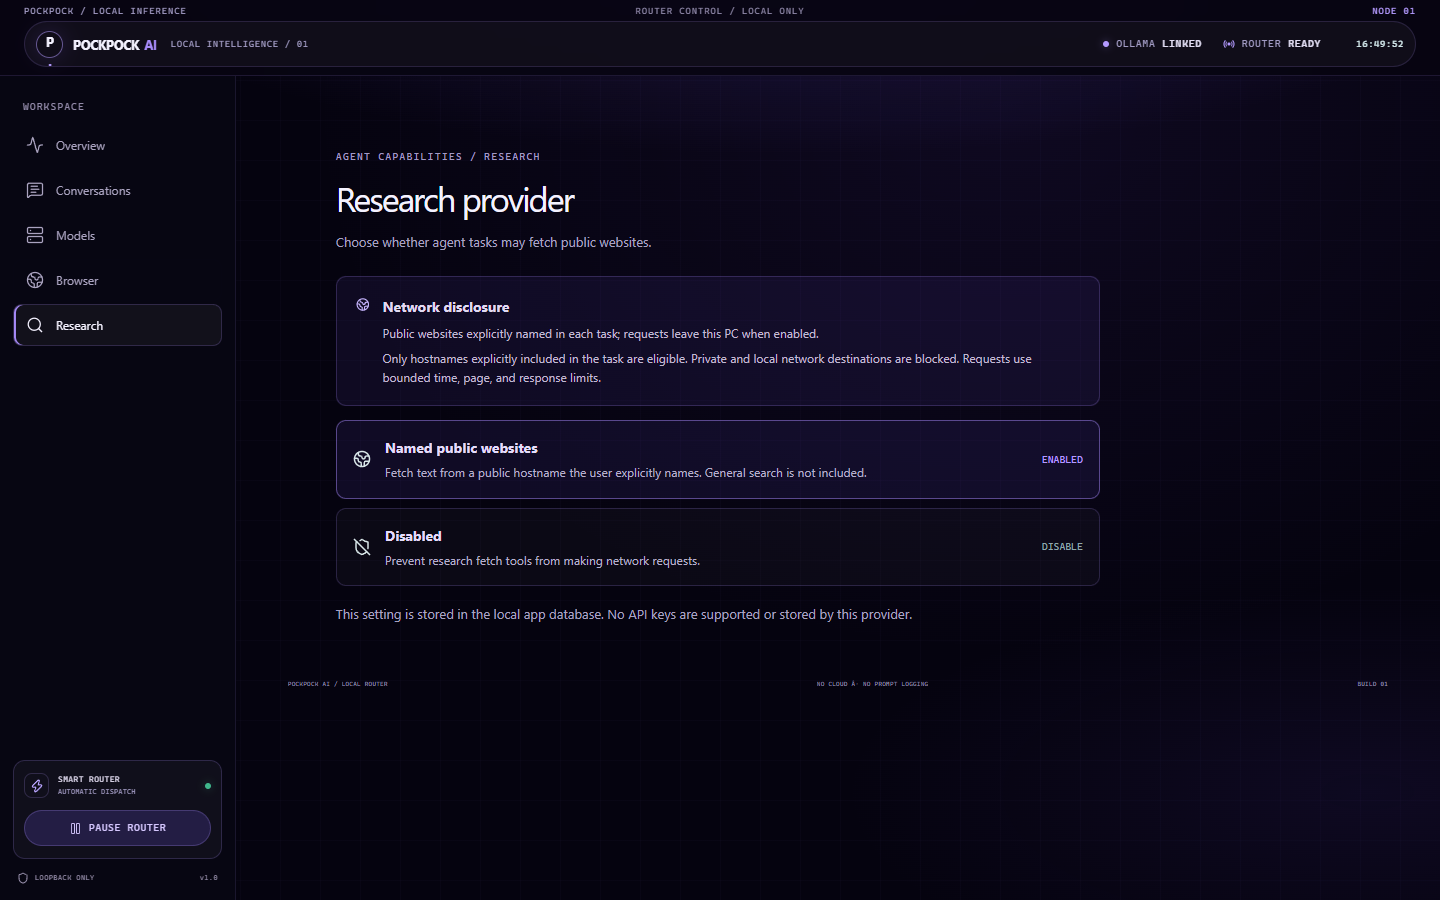 POCKPOCK / LOCAL INFERENCE
ROUTER CONTROL / LOCAL ONLY
NODE 01
P
POCKPOCK AI
LOCAL INTELLIGENCE / 01
OLLAMA LINKED
ROUTER READY
16:49:52
WORKSPACE
Overview
Conversations
Models
Browser
Research
AGENT CAPABILITIES / RESEARCH
Research provider
Choose whether agent tasks may fetch public websites.
Network disclosure
Public websites explicitly named in each task; requests leave this PC when enabled.
Only hostnames explicitly included in the task are eligible. Private and local network destinations are blocked. Requests use
bounded time, page, and response limits.
Named public websites
Fetch text from a public hostname the user explicitly names. General search is not included.
ENABLED
Disabled
Prevent research fetch tools from making network requests.
DISABLE
This setting is stored in the local app database. No API keys are supported or stored by this provider.
POCKPOCK AI / LOCAL ROUTER
NO CLOUD Â· NO PROMPT LOGGING
BUILD 01
SMART ROUTER
AUTOMATIC DISPATCH
PAUSE ROUTER
LOOPBACK ONLY
v1.0